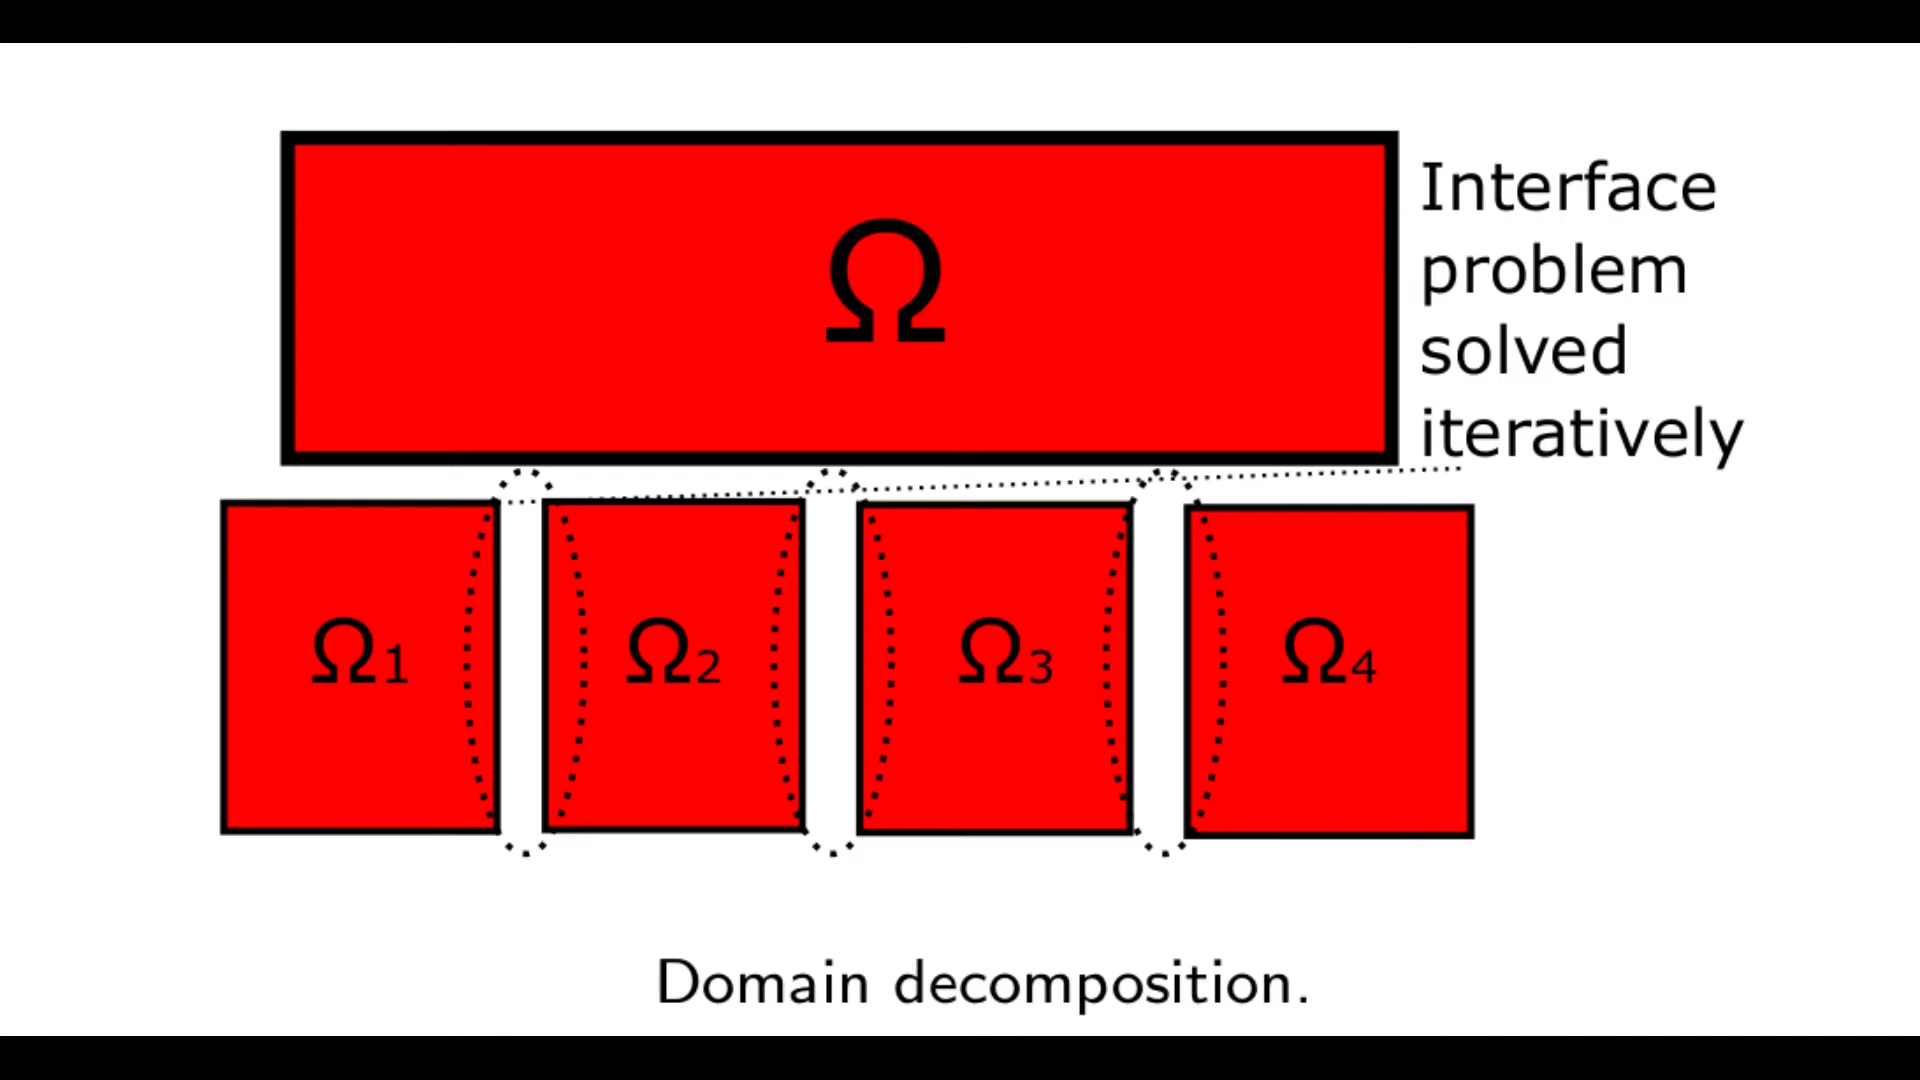 Ω
Interface
problem
solved
iteratively
Ω1 Ω2 Ω3 Ω4
Domain decomposition.